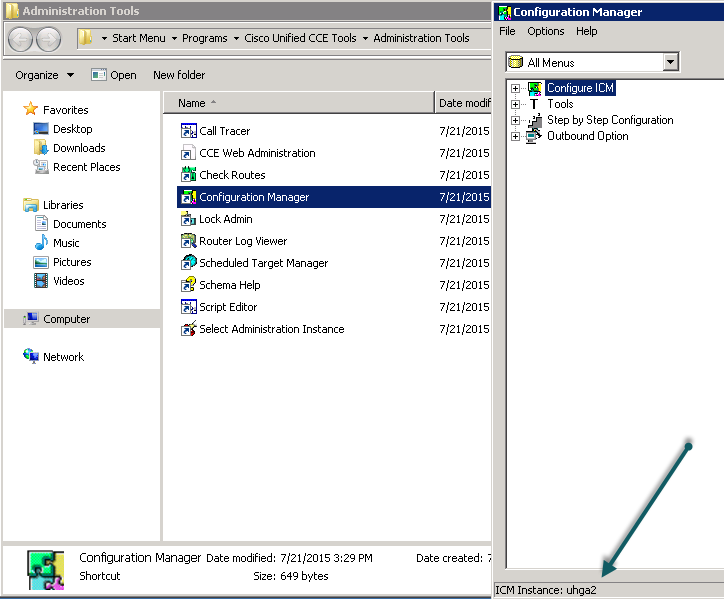 Administration Tools
Start Menu Programs Cisco Unified CCE Tools Administration Tools
Organize Open New folder
Favorites
Desktop
Downloads
Recent Places
Libraries
Documents
Music
Pictures
Videos
Computer
Network
Name Date modif
Call Tracer 7/21/2015
CCE Web Administration 7/21/2015
Check Routes 7/21/2015
Configuration Manager 7/21/2015
Lock Admin 7/21/2015
Router Log Viewer 7/21/2015
Scheduled Target Manager 7/21/2015
Schema Help 7/21/2015
Script Editor 7/21/2015
Select Administration Instance 7/21/2015
Configuration Manager Date modified: 7/21/2015 3:29 PM Date created: 7
Shortcut Size: 649 bytes
Configuration Manager
File Options Help
All Menus
Configure ICM
Tools
Step by Step Configuration
Outbound Option
ICM Instance: uhga2